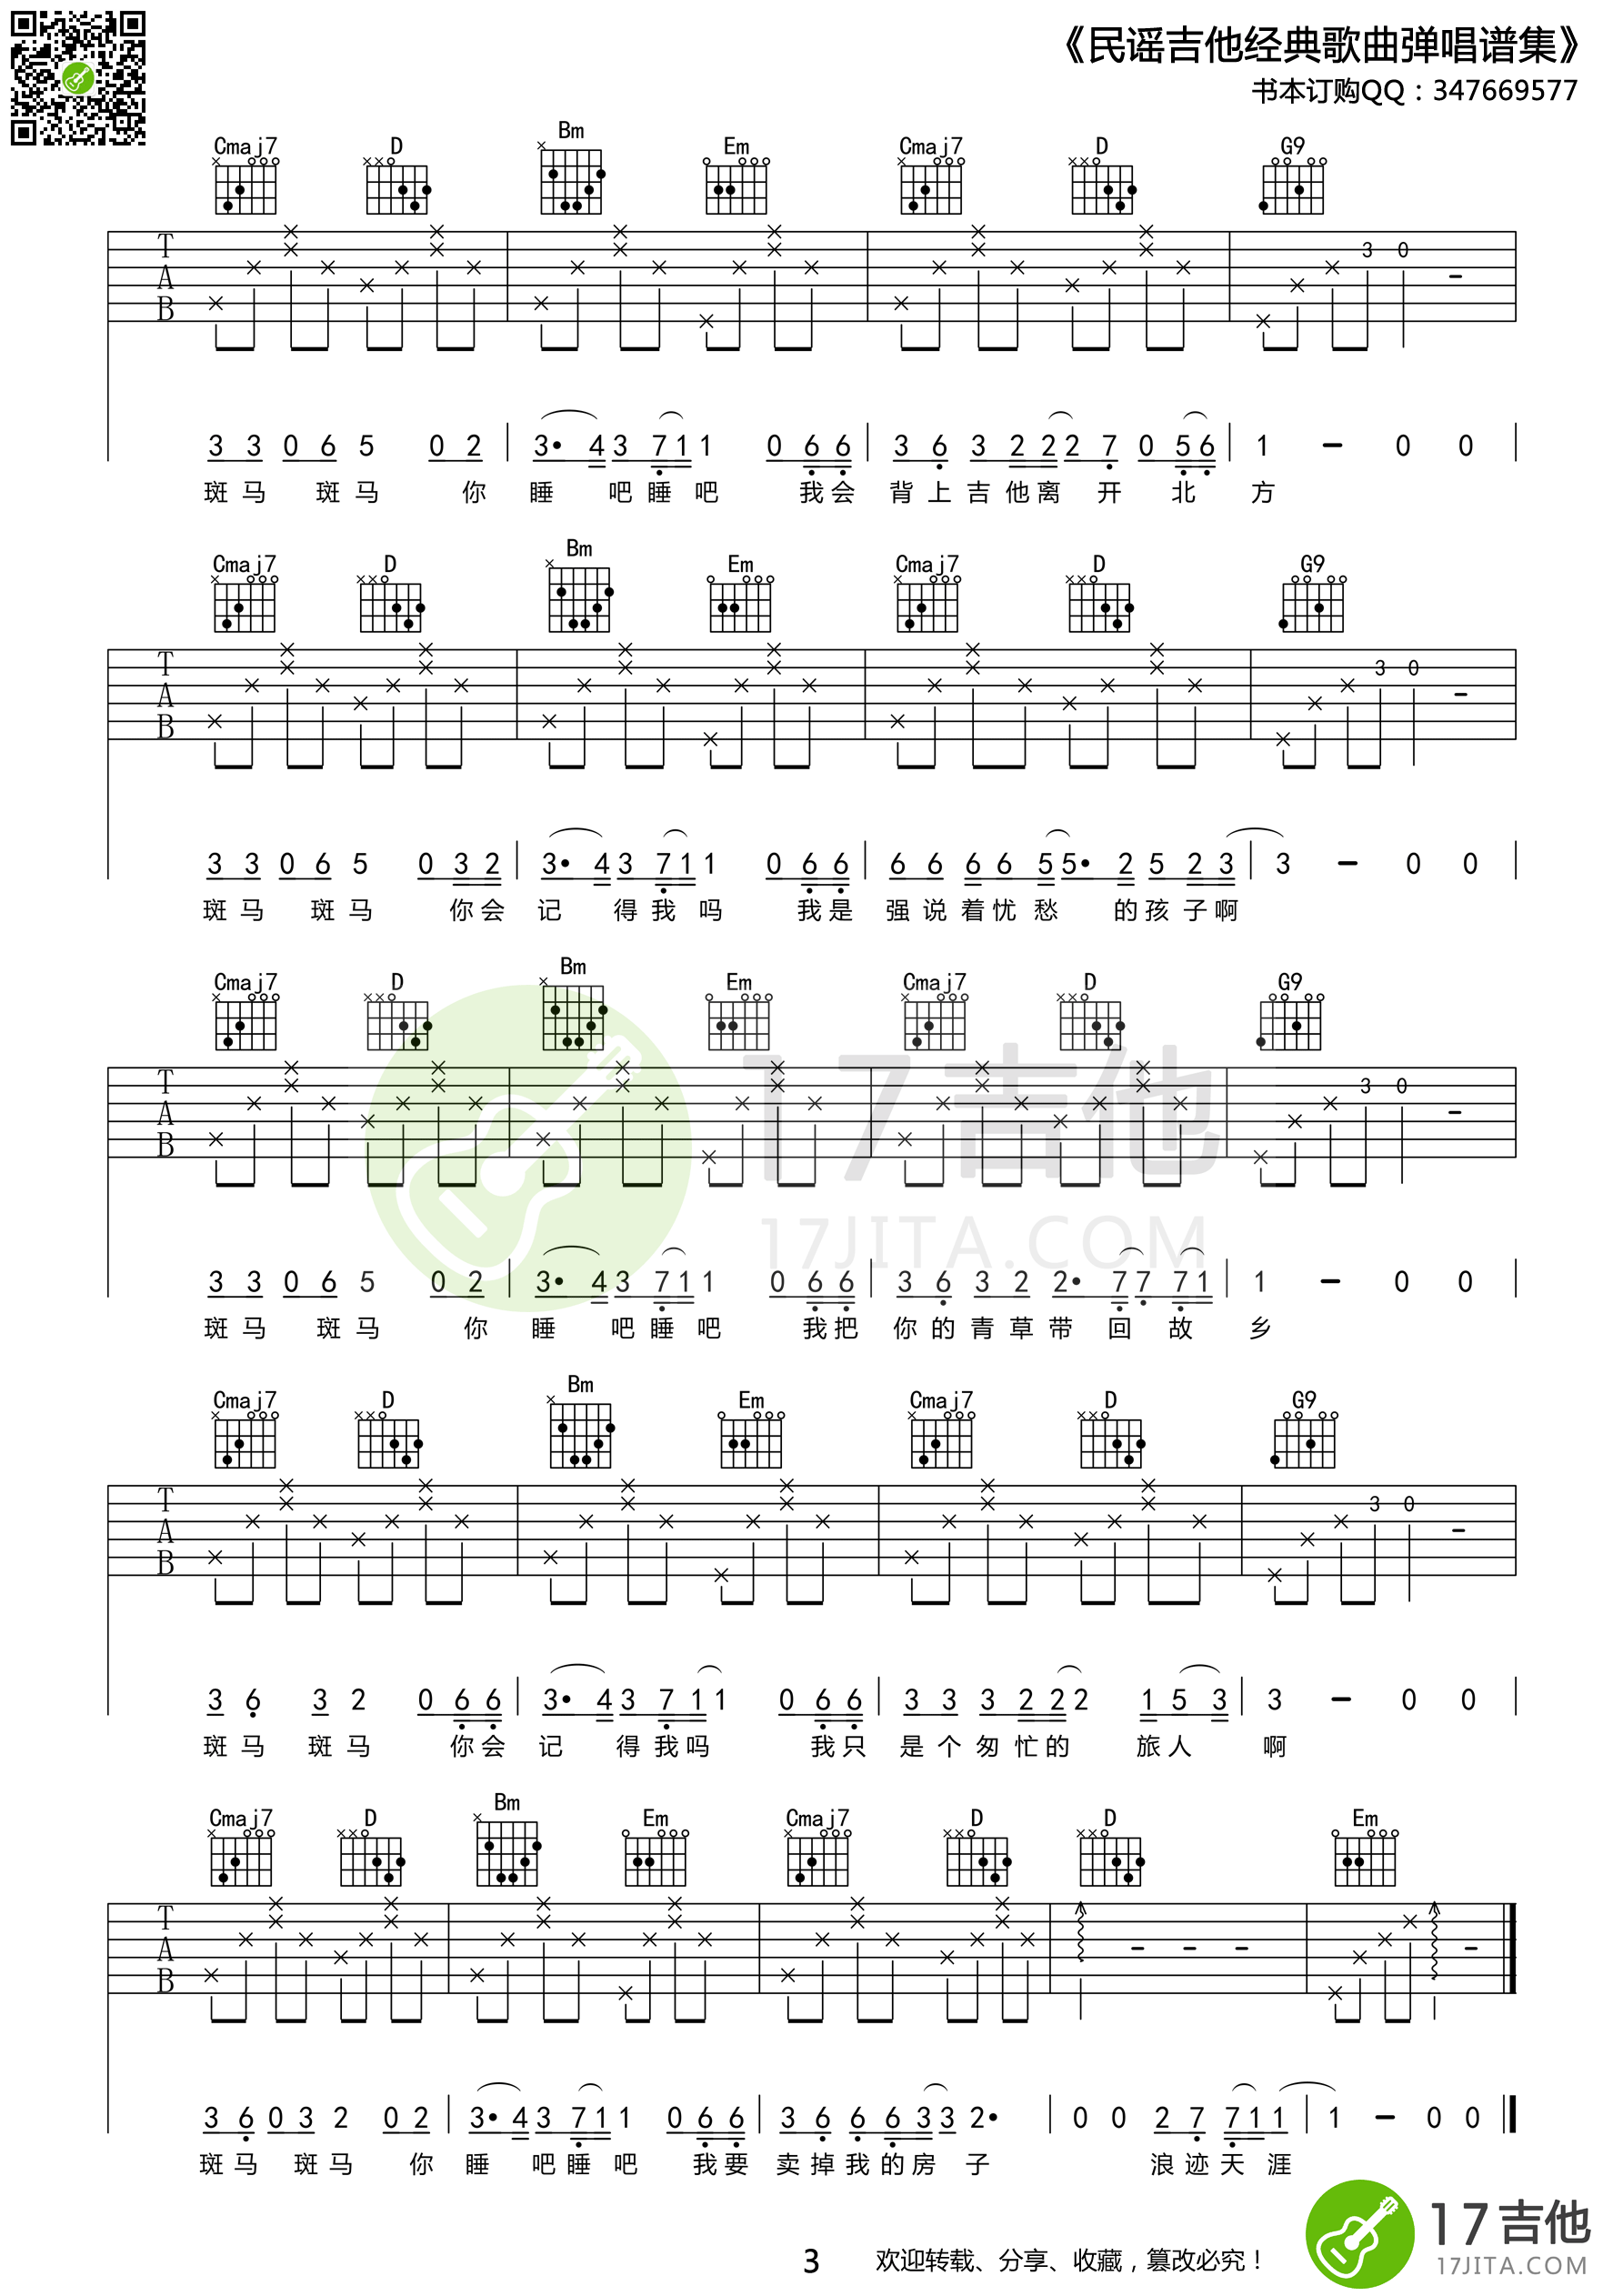 《民谣吉他经典歌曲弹唱谱集》
书本订购QQ：347669577
Cmaj7 D Bm Em Cmaj7 D G9
T A B 3 0
3 3 0 6 5 0 2 3· 4 3 7 1 1 0 6 6 3 6 3 2 2 2 7 0 5 6 1 - 0 0
斑马 斑马 你 睡 吧睡吧 我会 背上吉他离 开 北 方
Cmaj7 D Bm Em Cmaj7 D G9
T A B 3 0
3 3 0 6 5 0 3 2 3· 4 3 7 1 1 0 6 6 6 6 6 6 5 5· 2 5 2 3 3 - 0 0
斑马 斑马 你会 记 得我吗 我是 强说着忧愁 的孩子啊
Cmaj7 D Bm Em Cmaj7 D G9
T A B 3 0
17吉他
17JITA.COM
3 3 0 6 5 0 2 3· 4 3 7 1 1 0 6 6 3 6 3 2 2· 7 7 7 1 1 - 0 0
斑马 斑马 你 睡 吧睡吧 我把 你的青草带 回 故 乡
Cmaj7 D Bm Em Cmaj7 D G9
T A B 3 0
3 6 3 2 0 6 6 3· 4 3 7 1 1 0 6 6 3 3 3 2 2 2 1 5 3 3 - 0 0
斑马 斑马 你会 记 得我吗 我只 是个匆忙的 旅人 啊
Cmaj7 D Bm Em Cmaj7 D D Em
T A B
3 6 0 3 2 0 2 3· 4 3 7 1 1 0 6 6 3 6 6 6 3 3 2· 0 0 2 7 7 1 1 1 - 0 0
斑马 斑马 你 睡 吧睡吧 我要 卖掉我的房 子 浪迹天 涯
3 欢迎转载、分享、收藏，篡改必究！
17吉他
17JITA.COM